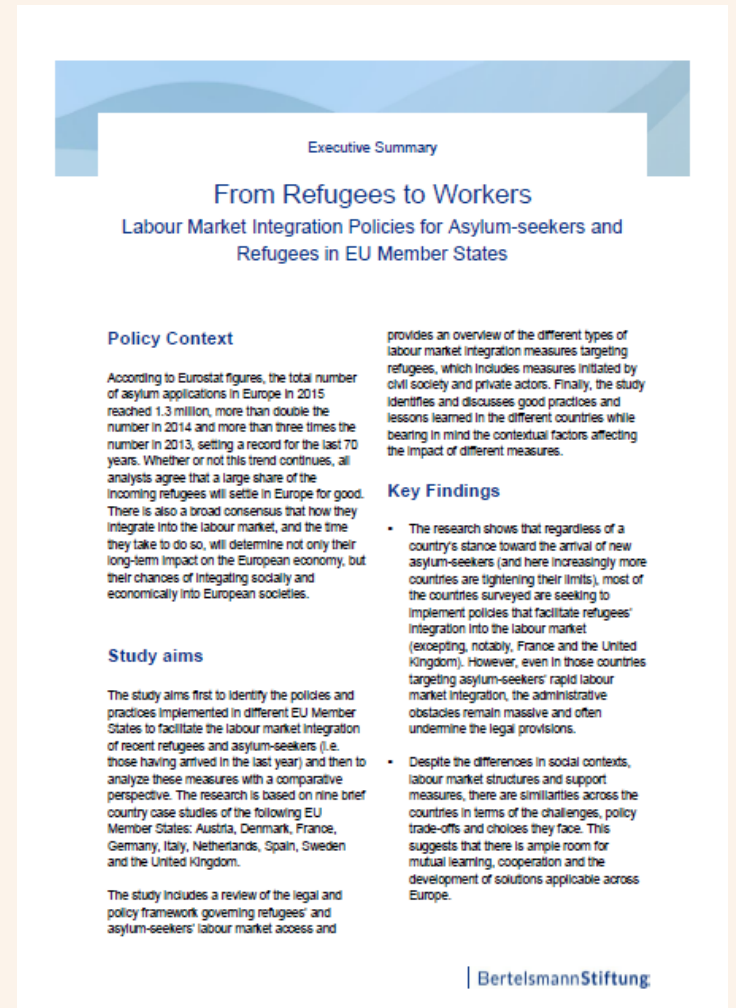 Executive Summary
From Refugees to Workers
Labour Market Integration Policies for Asylum-seekers and
Refugees in EU Member States
Policy Context
According to Eurostat figures, the total number
of asylum applications in Europe in 2015
reached 1.3 million, more than double the
number in 2014 and more than three times the
number in 2013, setting a record for the last 70
years. Whether or not this trend continues, all
analysts agree that a large share of the
incoming refugees will settle in Europe for good.
There is also a broad consensus that how they
integrate into the labour market, and the time
they take to do so, will determine not only their
long-term impact on the European economy, but
their chances of integating socially and
economically into European societies.
Study aims
The study aims first to identify the policies and
practices implemented in different EU Member
States to facilitate the labour market integration
of recent refugees and asylum-seekers (i.e.
those having arrived in the last year) and then to
analyze these measures with a comparative
perspective. The research is based on nine brief
country case studies of the following EU
Member States: Austria, Denmark, France,
Germany, Italy, Netherlands, Spain, Sweden
and the United Kingdom.
The study includes a review of the legal and
policy framework governing refugees' and
asylum-seekers' labour market access and
provides an overview of the different types of
labour market integration measures targeting
refugees, which includes measures initiated by
civil society and private actors. Finally, the study
identifies and discusses good practices and
lessons learned in the different countries while
bearing in mind the contextual factors affecting
the impact of different measures.
Key Findings
• The research shows that regardless of a
country's stance toward the arrival of new
asylum-seekers (and here increasingly more
countries are tightening their limits), most of
the countries surveyed are seeking to
implement policies that facilitate refugees'
integration into the labour market
(excepting, notably, France and the United
Kingdom). However, even in those countries
targeting asylum-seekers' rapid labour
market integration, the administrative
obstacles remain massive and often
undermine the legal provisions.
• Despite the differences in social contexts,
labour market structures and support
measures, there are similarities across the
countries in terms of the challenges, policy
trade-offs and choices they face. This
suggests that there is ample room for
mutual learning, cooperation and the
development of solutions applicable across
Europe.
BertelsmannStiftung